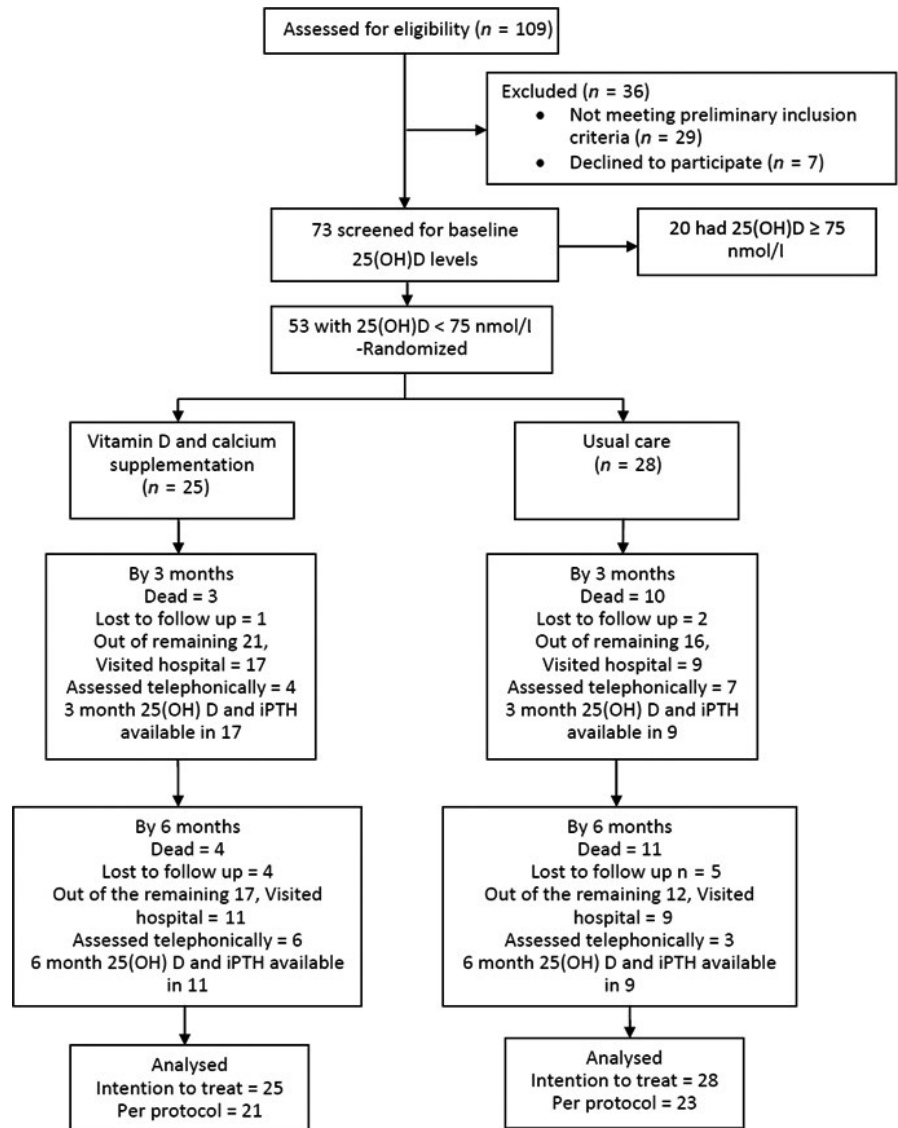 Assessed for eligibility (n = 109)
Excluded (n = 36)
• Not meeting preliminary inclusion
criteria (n = 29)
• Declined to participate (n = 7)
73 screened for baseline
25(OH)D levels
20 had 25(OH)D ≥ 75
nmol/l
53 with 25(OH)D < 75 nmol/l
-Randomized
Vitamin D and calcium
supplementation
(n = 25)
Usual care
(n = 28)
By 3 months
Dead = 3
Lost to follow up = 1
Out of remaining 21,
Visited hospital = 17
Assessed telephonically = 4
3 month 25(OH) D and iPTH
available in 17
By 3 months
Dead = 10
Lost to follow up = 2
Out of remaining 16,
Visited hospital = 9
Assessed telephonically = 7
3 month 25(OH) D and iPTH
available in 9
By 6 months
Dead = 4
Lost to follow up = 4
Out of the remaining 17, Visited
hospital = 11
Assessed telephonically = 6
6 month 25(OH) D and iPTH available
in 11
By 6 months
Dead = 11
Lost to follow up n = 5
Out of the remaining 12, Visited
hospital = 9
Assessed telephonically = 3
6 month 25(OH) D and iPTH available
in 9
Analysed
Intention to treat = 25
Per protocol = 21
Analysed
Intention to treat = 28
Per protocol = 23